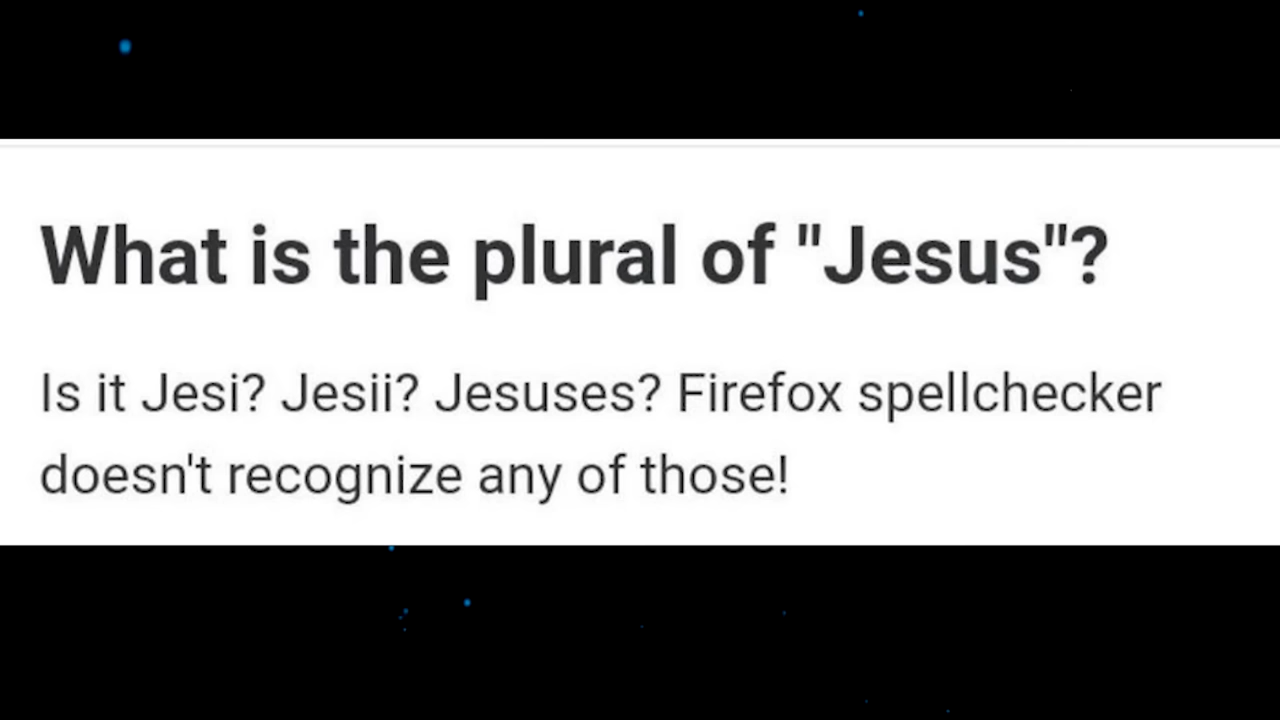 What is the plural of "Jesus"?
Is it Jesi? Jesii? Jesuses? Firefox spellchecker
doesn't recognize any of those!